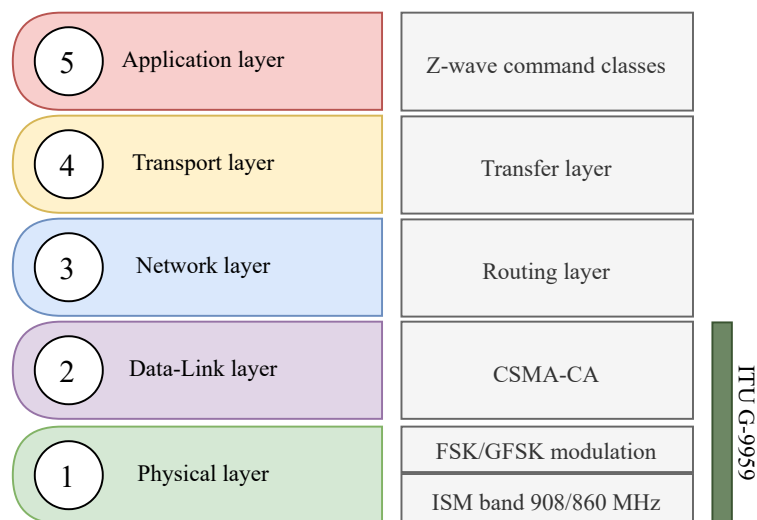 5
Application layer
Z-wave command classes
4
Transport layer
Transfer layer
3
Network layer
Routing layer
2
Data-Link layer
CSMA-CA
1
Physical layer
FSK/GFSK modulation
ISM band 908/860 MHz
ITU G-9959